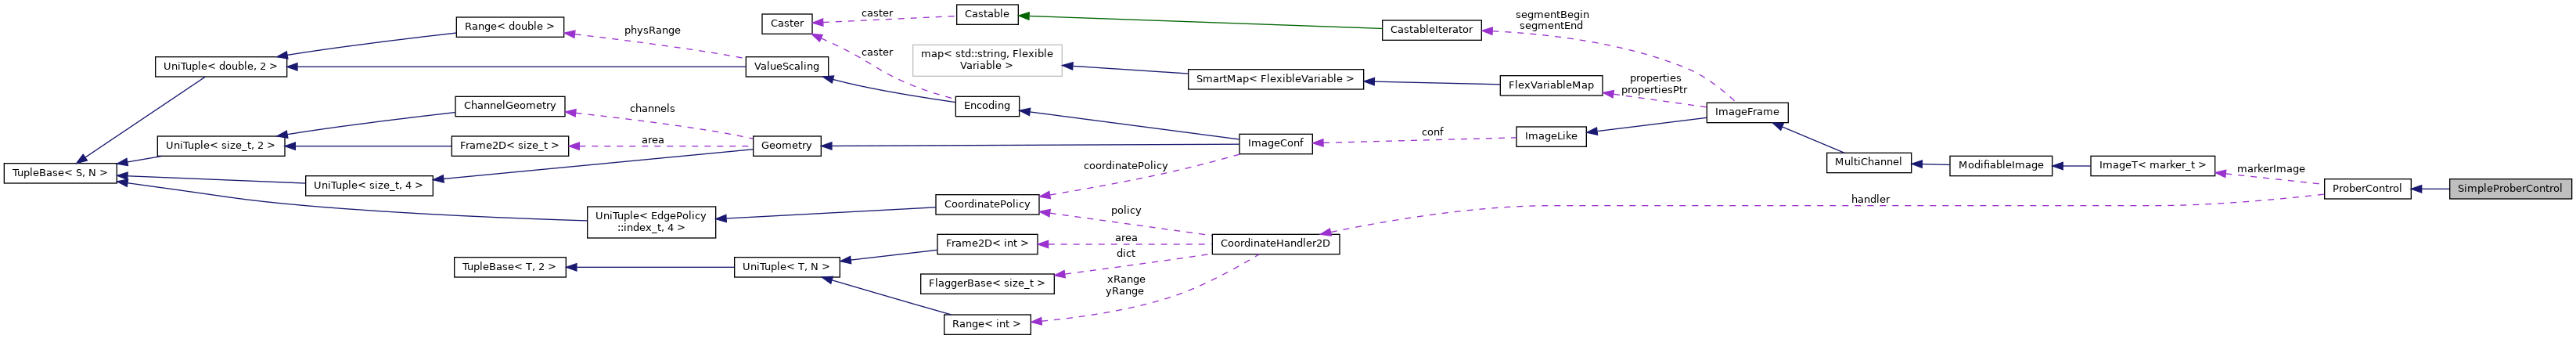 TupleBase< S, N >
UniTuple< double, 2 >
UniTuple< size_t, 2 >
UniTuple< size_t, 4 >
Range< double >
ChannelGeometry
Frame2D< size_t >
TupleBase< T, 2 >
UniTuple< EdgePolicy
::index_t, 4 >
physRange
channels
area
Caster
ValueScaling
Geometry
UniTuple< T, N >
caster
caster
Castable
map< std::string, Flexible
Variable >
Encoding
CoordinatePolicy
Frame2D< int >
FlaggerBase< size_t >
Range< int >
coordinatePolicy
policy
area
dict
xRange
yRange
SmartMap< FlexibleVariable >
ImageConf
CoordinateHandler2D
CastableIterator
conf
segmentBegin
segmentEnd
FlexVariableMap
ImageLike
properties
propertiesPtr
ImageFrame
MultiChannel
handler
ModifiableImage
ImageT< marker_t >
markerImage
ProberControl
SimpleProberControl